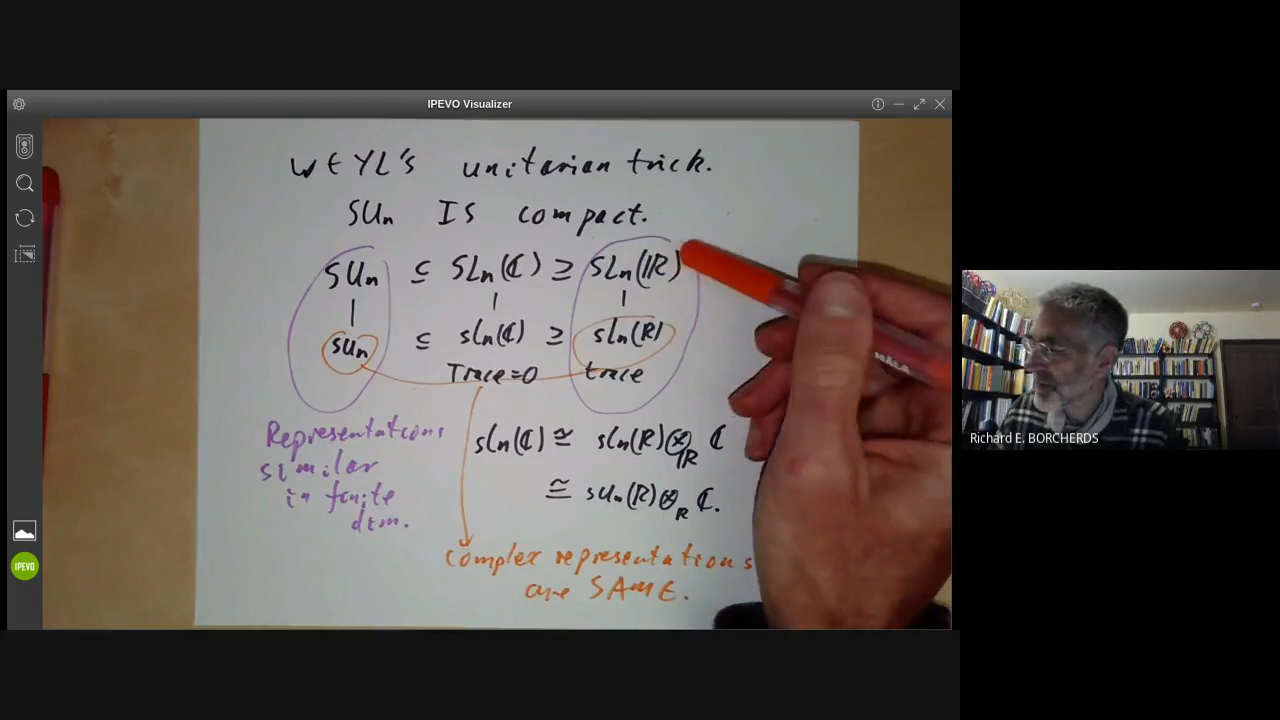 IPEVO Visualizer
WEYL's unitarian trick.
SUn IS compact.
SUn ⊆ SLn(ℂ) ≥ SLn(ℝ)
sun ⊆ sln(ℂ) ≥ sln(R)
Trace=0 trace
Representations
similar
in finite
dim.
sln(ℂ) ≅ sln(R)⊗ℝ ℂ
≅ sun(R)⊗R ℂ.
complex representations
are SAME.
IPEVO
Richard E. BORCHERDS